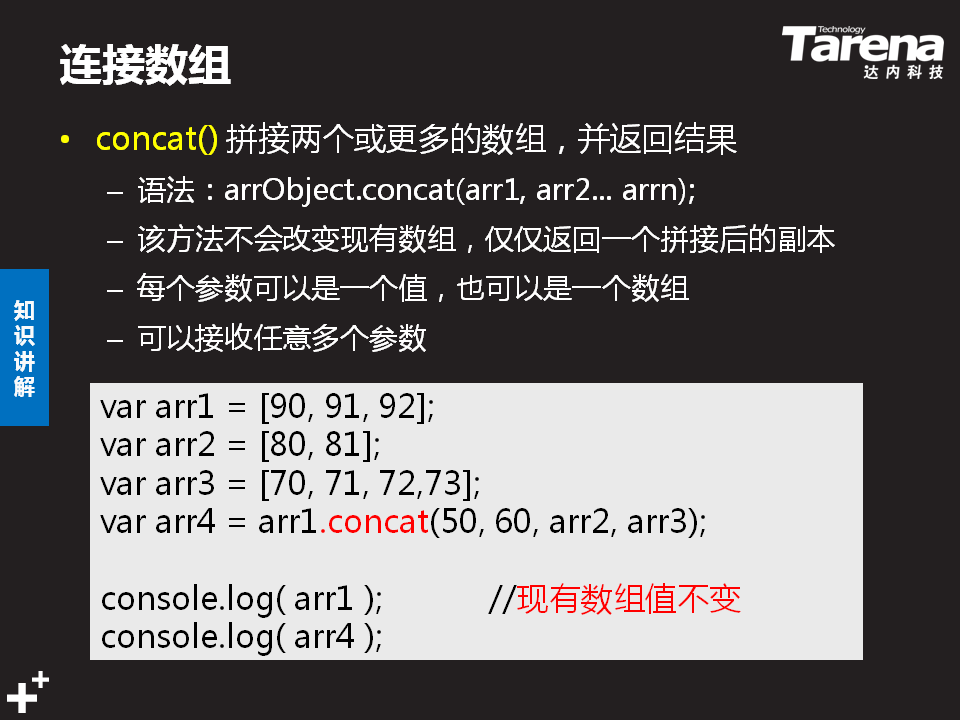 连接数组
Technology
Tarena
达内科技
• concat() 拼接两个或更多的数组，并返回结果
– 语法：arrObject.concat(arr1, arr2... arrn);
– 该方法不会改变现有数组，仅仅返回一个拼接后的副本
– 每个参数可以是一个值，也可以是一个数组
– 可以接收任意多个参数
知识讲解
var arr1 = [90, 91, 92];
var arr2 = [80, 81];
var arr3 = [70, 71, 72,73];
var arr4 = arr1.concat(50, 60, arr2, arr3);
console.log( arr1 ); //现有数组值不变
console.log( arr4 );